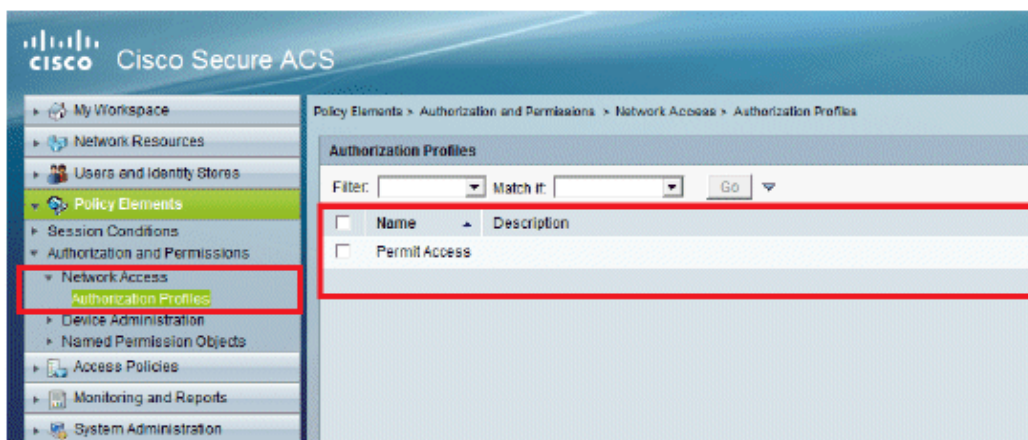 CISCO Cisco Secure ACS
My Workspace
Network Resources
Users and Identity Stores
Policy Elements
Session Conditions
Authorization and Permissions
Network Access
Authorization Profiles
Device Administration
Named Permission Objects
Access Policies
Monitoring and Reports
System Administration
Policy Elements > Authorization and Permissions > Network Access > Authorization Profiles
Authorization Profiles
Filter: Match if: Go
Name Description
Permit Access